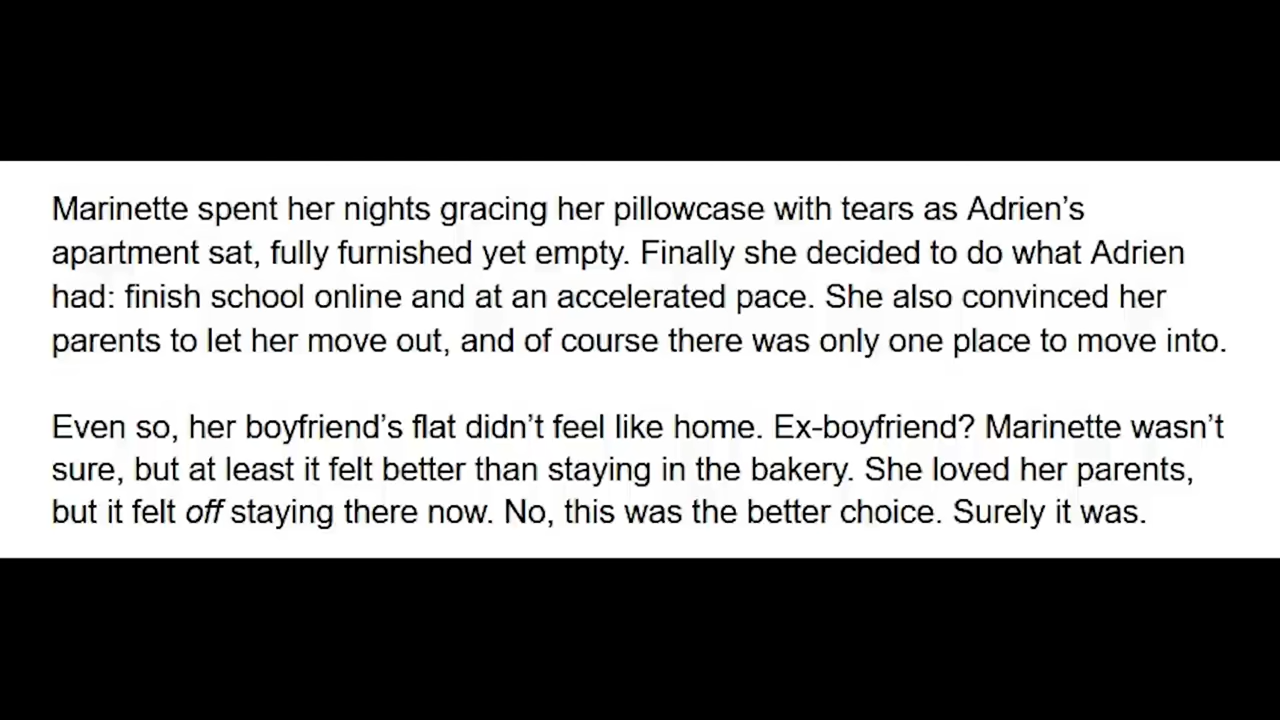 Marinette spent her nights gracing her pillowcase with tears as Adrien’s
apartment sat, fully furnished yet empty. Finally she decided to do what Adrien
had: finish school online and at an accelerated pace. She also convinced her
parents to let her move out, and of course there was only one place to move into.
Even so, her boyfriend’s flat didn’t feel like home. Ex-boyfriend? Marinette wasn’t
sure, but at least it felt better than staying in the bakery. She loved her parents,
but it felt off staying there now. No, this was the better choice. Surely it was.